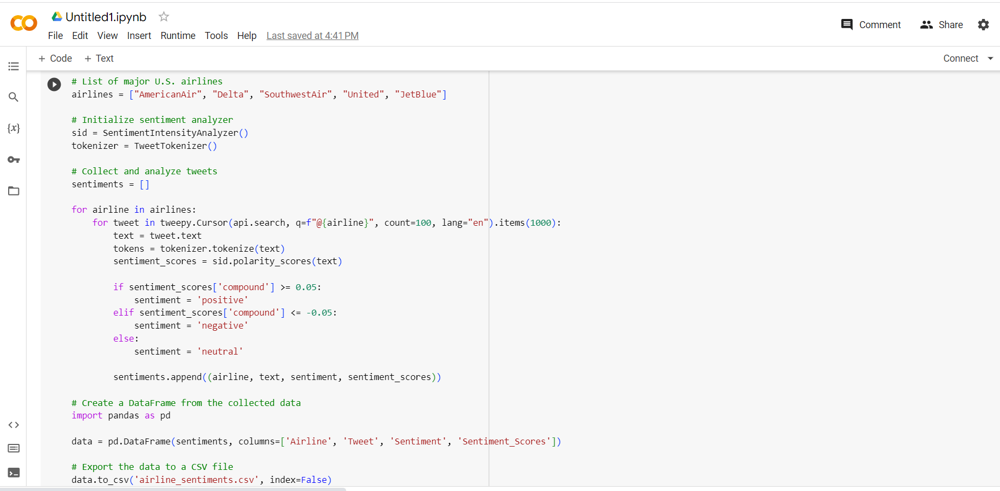 Untitled1.ipynb
File Edit View Insert Runtime Tools Help Last saved at 4:41 PM
Comment Share
+ Code + Text
Connect
{x}
# List of major U.S. airlines
airlines = ["AmericanAir", "Delta", "SouthwestAir", "United", "JetBlue"]
# Initialize sentiment analyzer
sid = SentimentIntensityAnalyzer()
tokenizer = TweetTokenizer()
# Collect and analyze tweets
sentiments = []
for airline in airlines:
    for tweet in tweepy.Cursor(api.search, q=f"@{airline}", count=100, lang="en").items(1000):
        text = tweet.text
        tokens = tokenizer.tokenize(text)
        sentiment_scores = sid.polarity_scores(text)
        if sentiment_scores['compound'] >= 0.05:
            sentiment = 'positive'
        elif sentiment_scores['compound'] <= -0.05:
            sentiment = 'negative'
        else:
            sentiment = 'neutral'
        sentiments.append((airline, text, sentiment, sentiment_scores))
# Create a DataFrame from the collected data
import pandas as pd
data = pd.DataFrame(sentiments, columns=['Airline', 'Tweet', 'Sentiment', 'Sentiment_Scores'])
# Export the data to a CSV file
data.to_csv('airline_sentiments.csv', index=False)